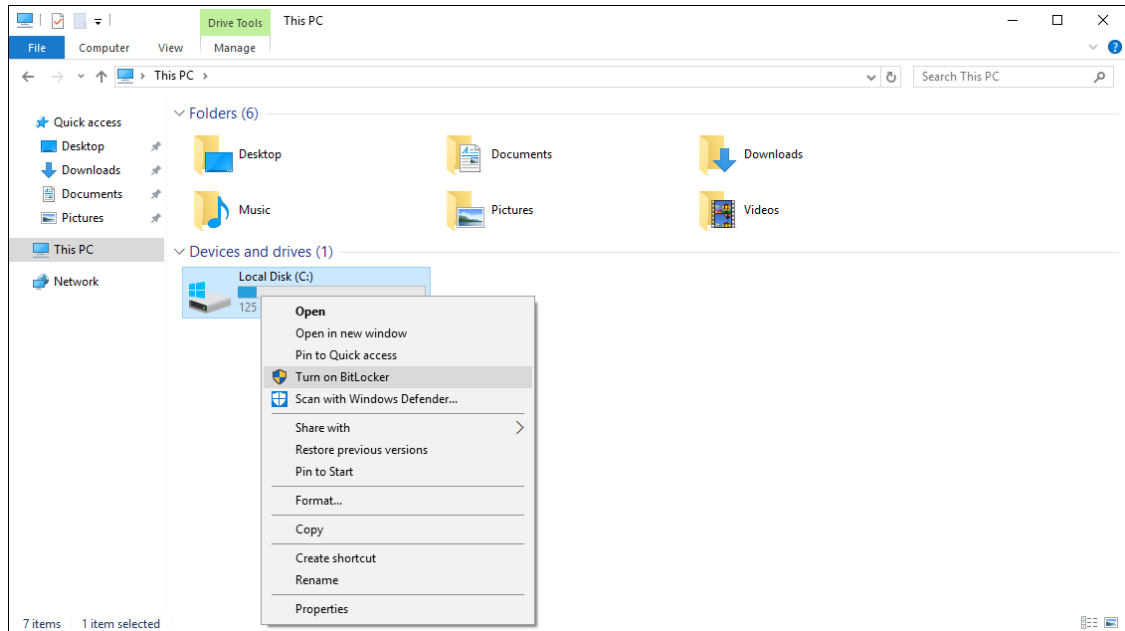 Drive Tools This PC
File Computer View Manage
This PC
Search This PC
Quick access
Desktop
Downloads
Documents
Pictures
This PC
Network
Folders (6)
Desktop Documents Downloads
Music Pictures Videos
Devices and drives (1)
Local Disk (C:)
125
Open
Open in new window
Pin to Quick access
Turn on BitLocker
Scan with Windows Defender...
Share with
Restore previous versions
Pin to Start
Format...
Copy
Create shortcut
Rename
Properties
7 items 1 item selected